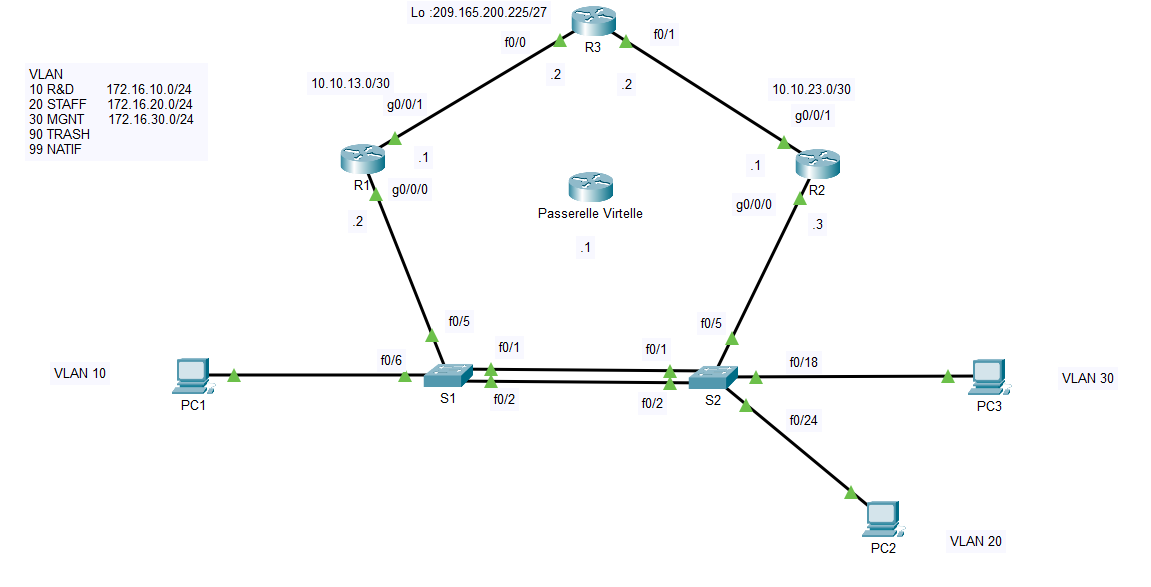 Lo :209.165.200.225/27
R3
f0/0
f0/1
.2
.2
VLAN
10 R&D 172.16.10.0/24
20 STAFF 172.16.20.0/24
30 MGNT 172.16.30.0/24
90 TRASH
99 NATIF
10.10.13.0/30
g0/0/1
10.10.23.0/30
g0/0/1
.1
.1
R1
g0/0/0
R2
g0/0/0
.2
.3
Passerelle Virtelle
.1
f0/5
f0/5
f0/6
f0/1
f0/1
f0/18
VLAN 10
PC1
S1
f0/2
f0/2
S2
PC3
VLAN 30
f0/24
PC2
VLAN 20